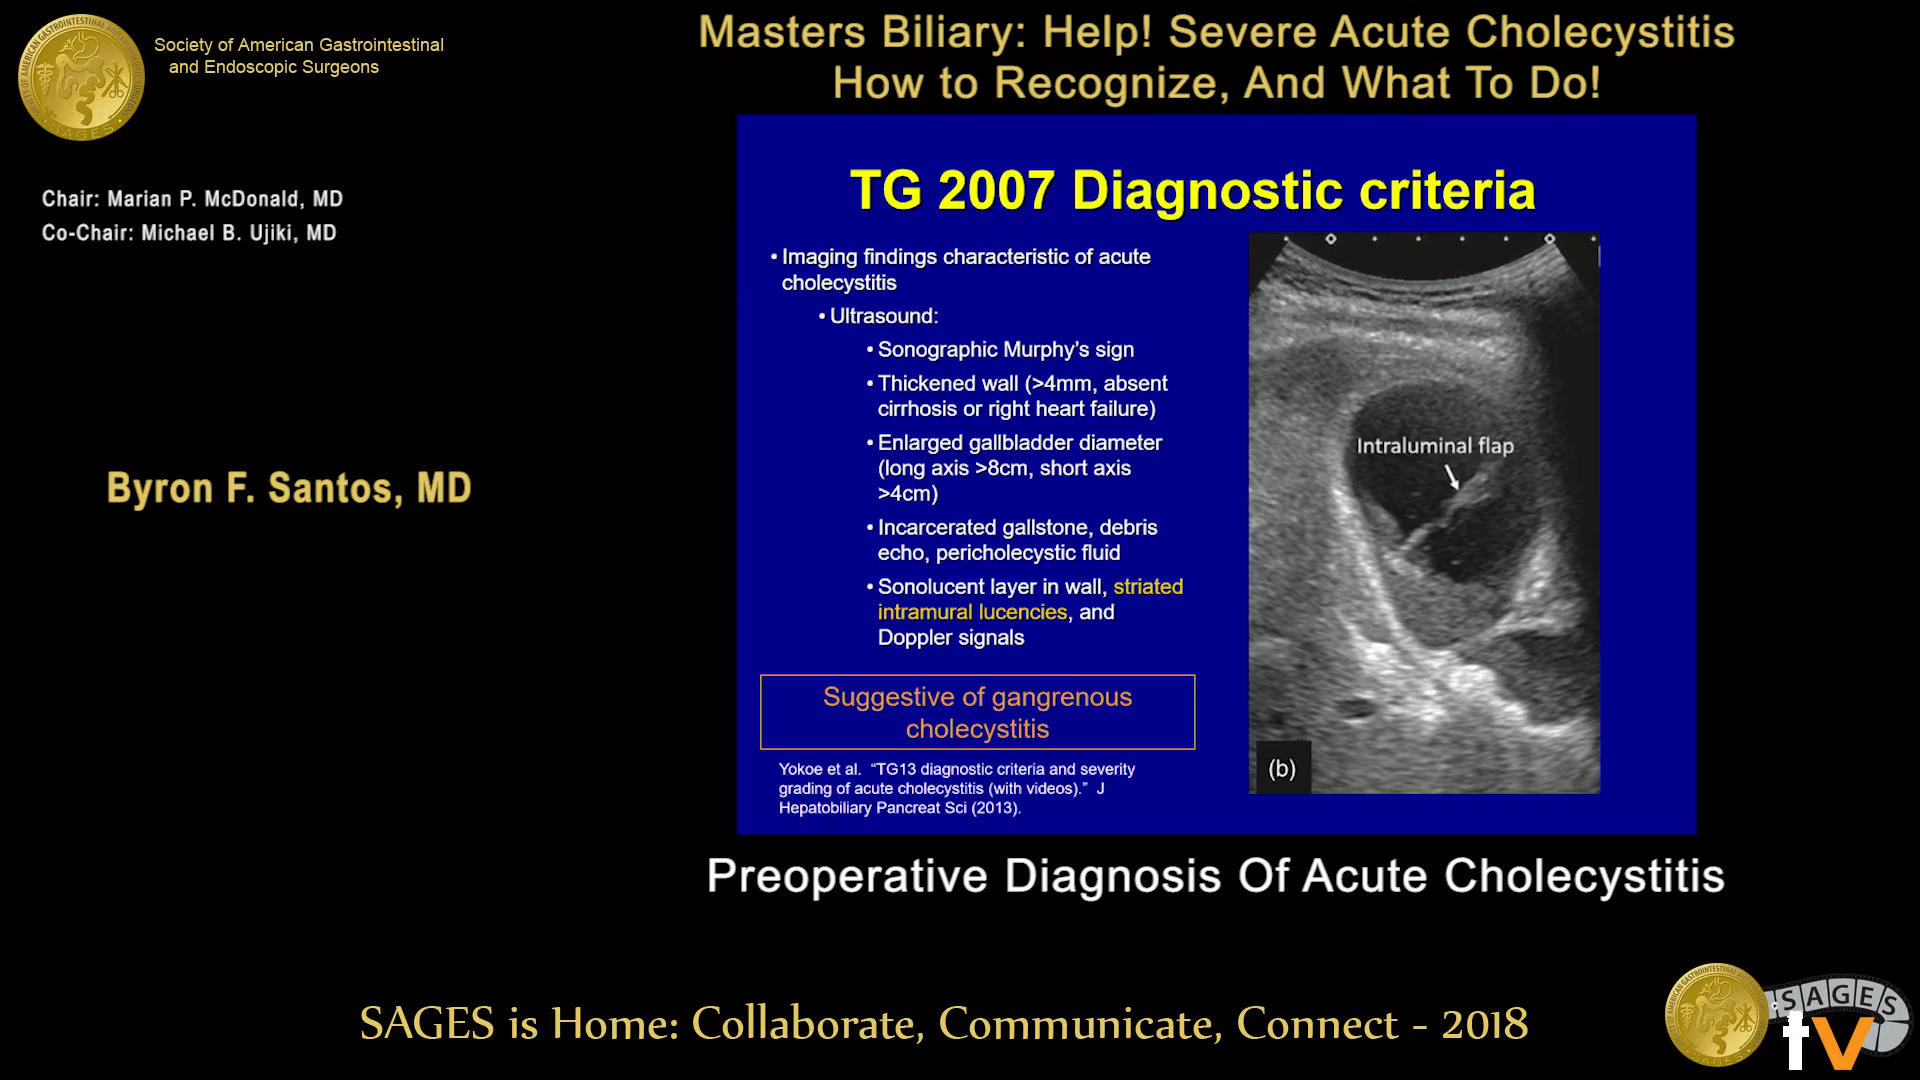 Society of American Gastrointestinal
and Endoscopic Surgeons
Masters Biliary: Help! Severe Acute Cholecystitis
How to Recognize, And What To Do!
Chair: Marian P. McDonald, MD
Co-Chair: Michael B. Ujiki, MD
Byron F. Santos, MD
TG 2007 Diagnostic criteria
• Imaging findings characteristic of acute
cholecystitis
• Ultrasound:
• Sonographic Murphy's sign
• Thickened wall (>4mm, absent
cirrhosis or right heart failure)
• Enlarged gallbladder diameter
(long axis >8cm, short axis
>4cm)
• Incarcerated gallstone, debris
echo, pericholecystic fluid
• Sonolucent layer in wall, striated
intramural lucencies, and
Doppler signals
Suggestive of gangrenous
cholecystitis
Yokoe et al. “TG13 diagnostic criteria and severity
grading of acute cholecystitis (with videos).” J
Hepatobiliary Pancreat Sci (2013).
Intraluminal flap
(b)
Preoperative Diagnosis Of Acute Cholecystitis
SAGES is Home: Collaborate, Communicate, Connect - 2018
SAGES
tv